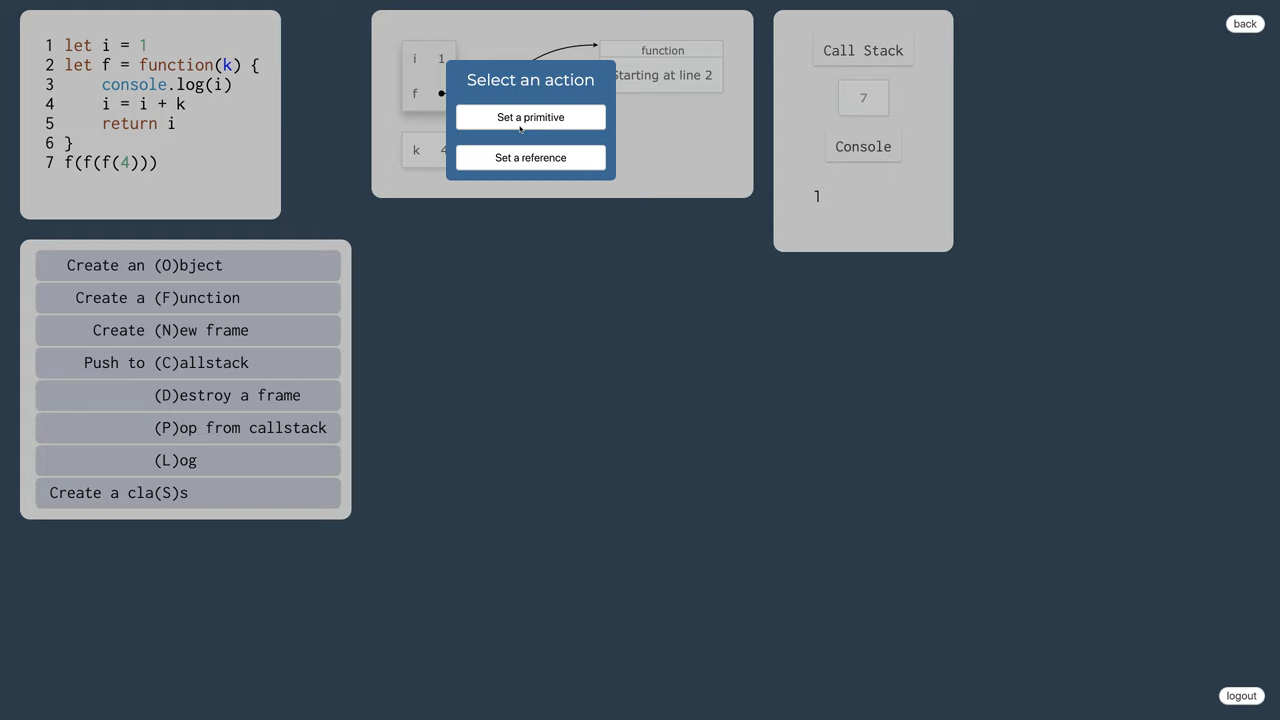 1 let i = 1
2 let f = function(k) {
3     console.log(i)
4     i = i + k
5     return i
6 }
7 f(f(f(4)))
i 1
f
k 4
function
Starting at line 2
Select an action
Set a primitive
Set a reference
Call Stack
7
Console
1
back
Create an (O)bject
Create a (F)unction
Create (N)ew frame
Push to (C)allstack
(D)estroy a frame
(P)op from callstack
(L)og
Create a cla(S)s
logout